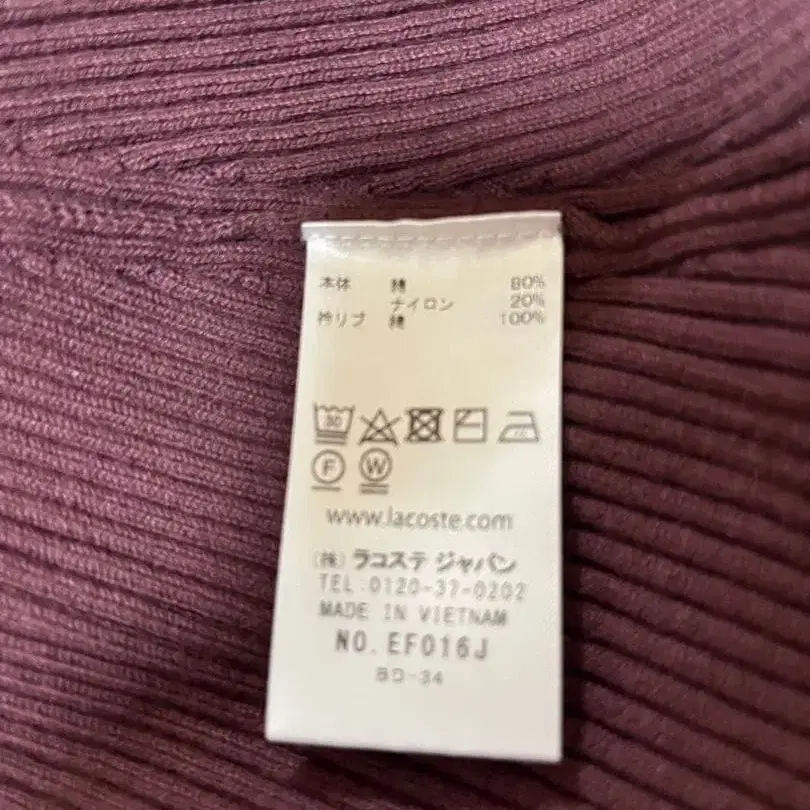 本体 綿 80%
ナイロン 20%
衿リブ 綿 100%
30
F W
www.lacoste.com
(株) ラコステ ジャパン
TEL:0120-37-0202
MADE IN VIETNAM
NO. EF016J
BD-34